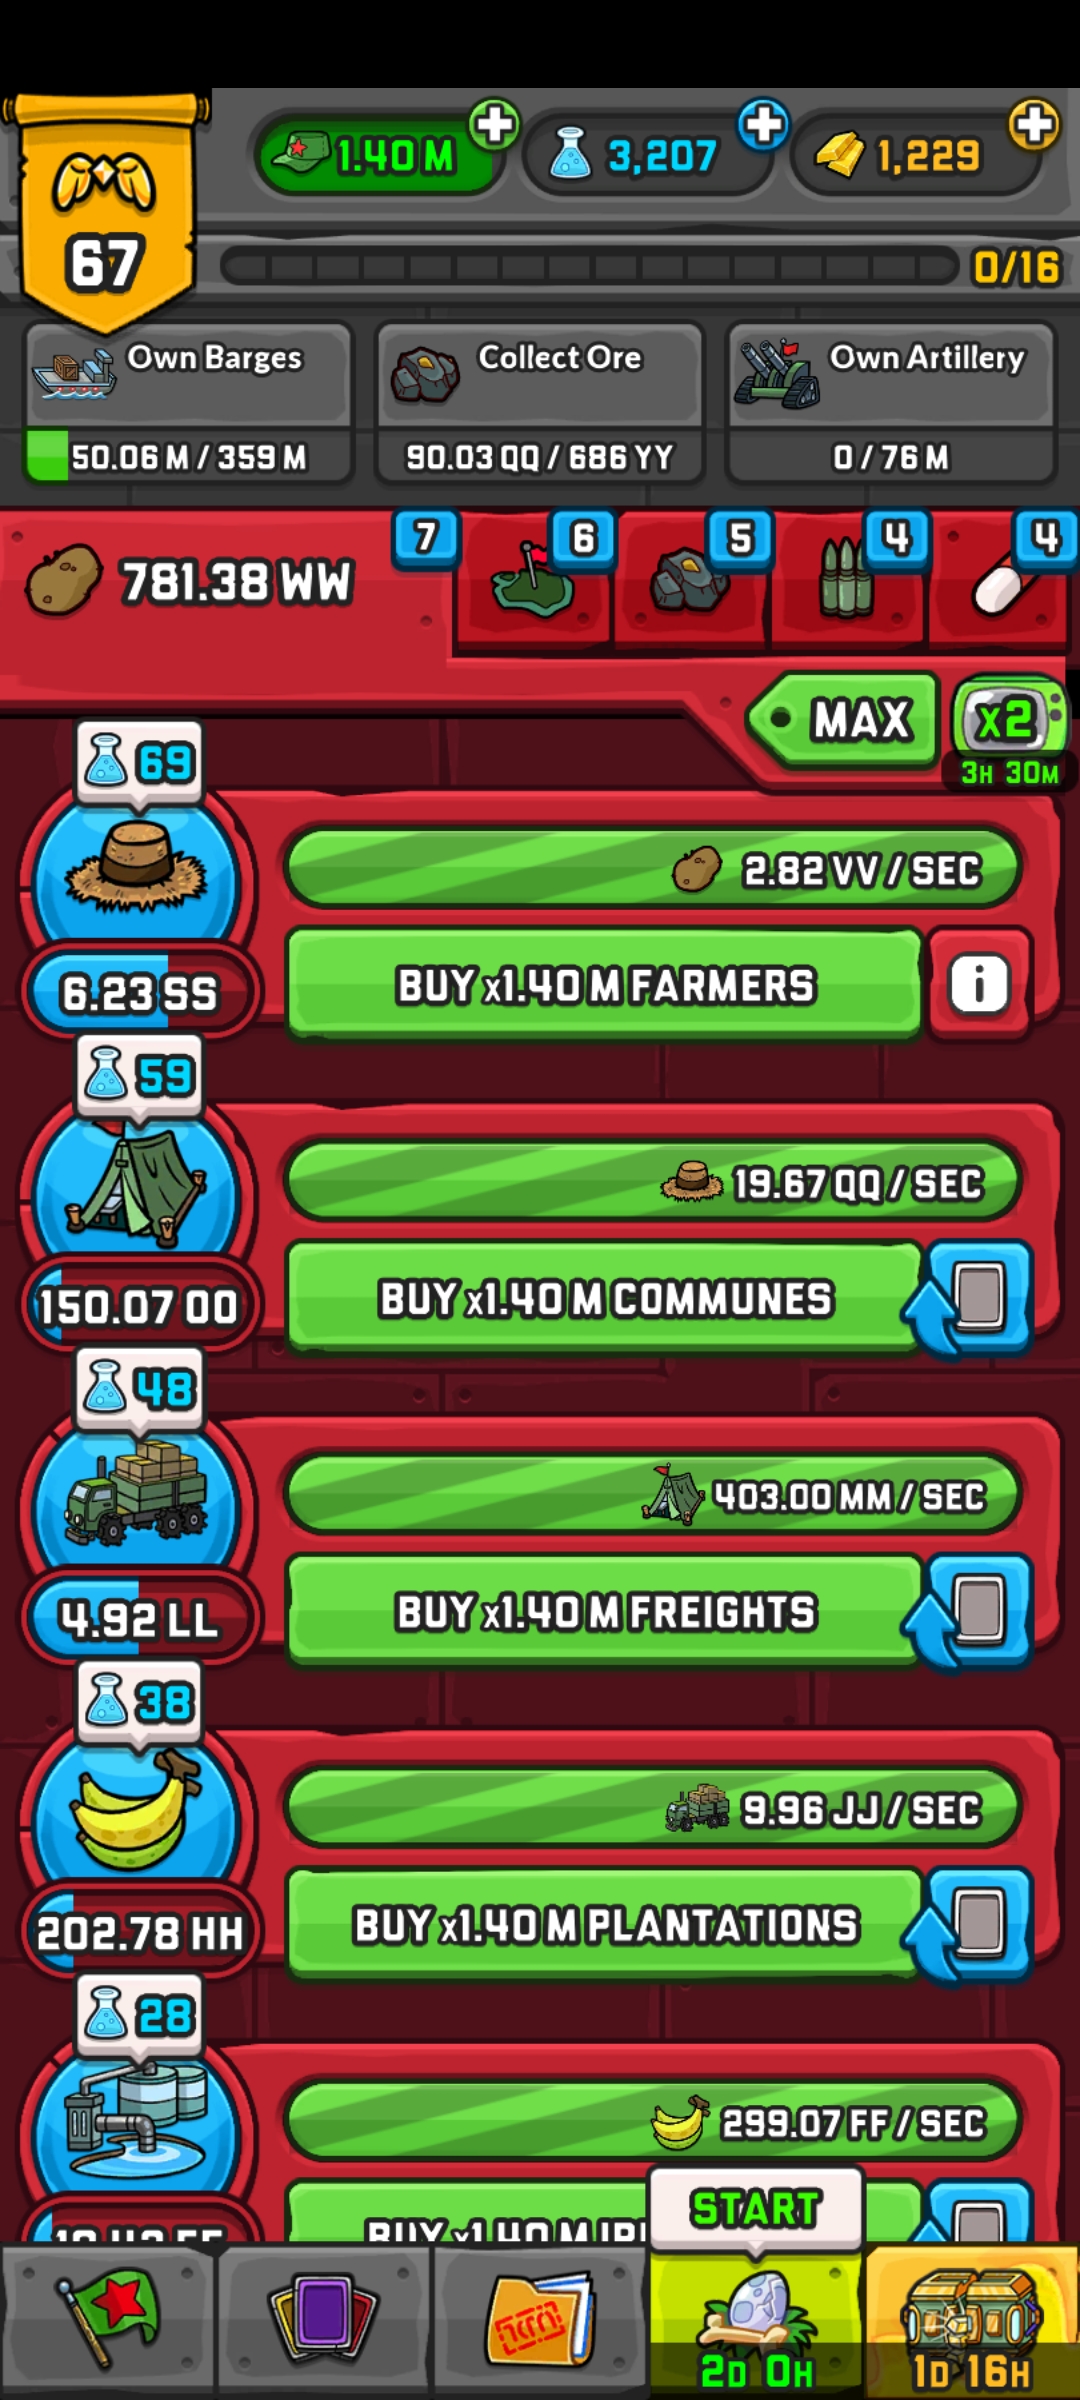 1.40 M
3,207
1,229
67
0/16
Own Barges
Collect Ore
Own Artillery
50.06 M / 359 M
90.03 QQ / 686 YY
0 / 76 M
781.38 WW
7
6
5
4
4
MAX
x2
3H 30M
69
2.82 VV / SEC
6.23 SS
BUY x1.40 M FARMERS
i
59
19.67 QQ / SEC
150.07 OO
BUY x1.40 M COMMUNES
48
403.00 MM / SEC
4.92 LL
BUY x1.40 M FREIGHTS
38
9.96 JJ / SEC
202.78 HH
BUY x1.40 M PLANTATIONS
28
299.07 FF / SEC
BUY x1.40 M
START
2D 0H
1D 16H